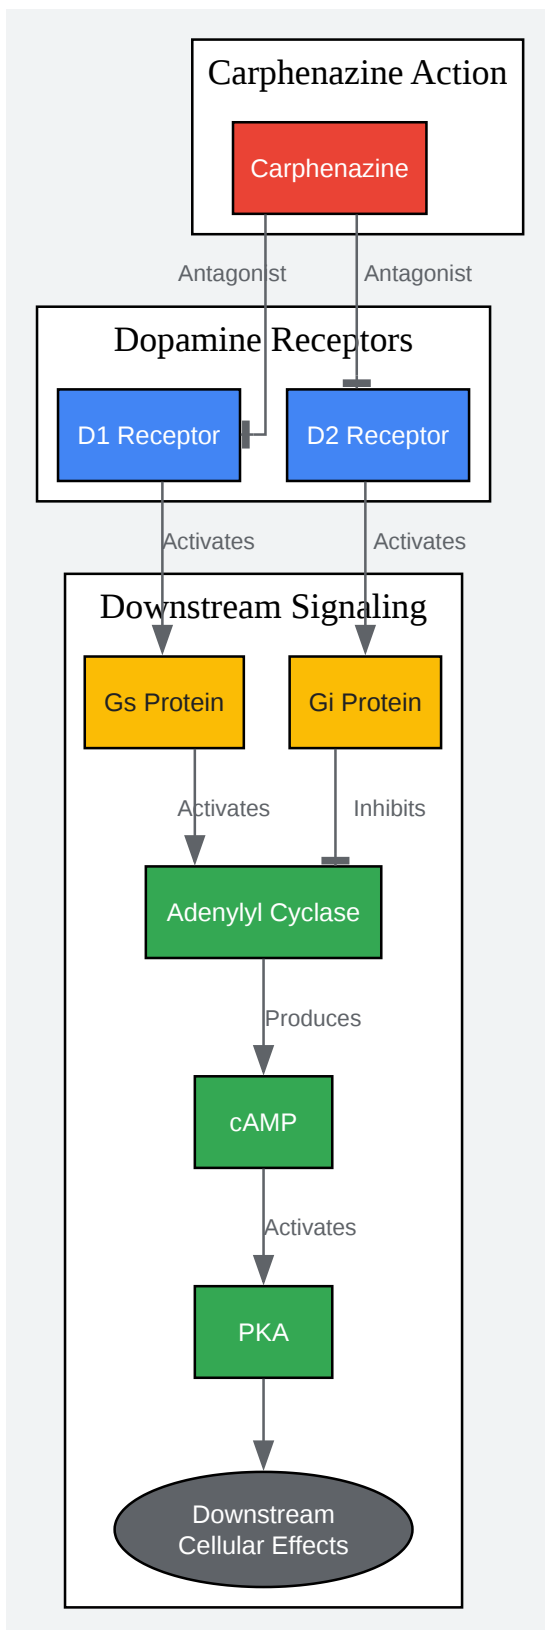 Carphenazine Action
Carphenazine
Antagonist
Antagonist
Dopamine Receptors
D1 Receptor
D2 Receptor
Activates
Activates
Downstream Signaling
Gs Protein
Gi Protein
Activates
Inhibits
Adenylyl Cyclase
Produces
cAMP
Activates
PKA
Downstream
Cellular Effects